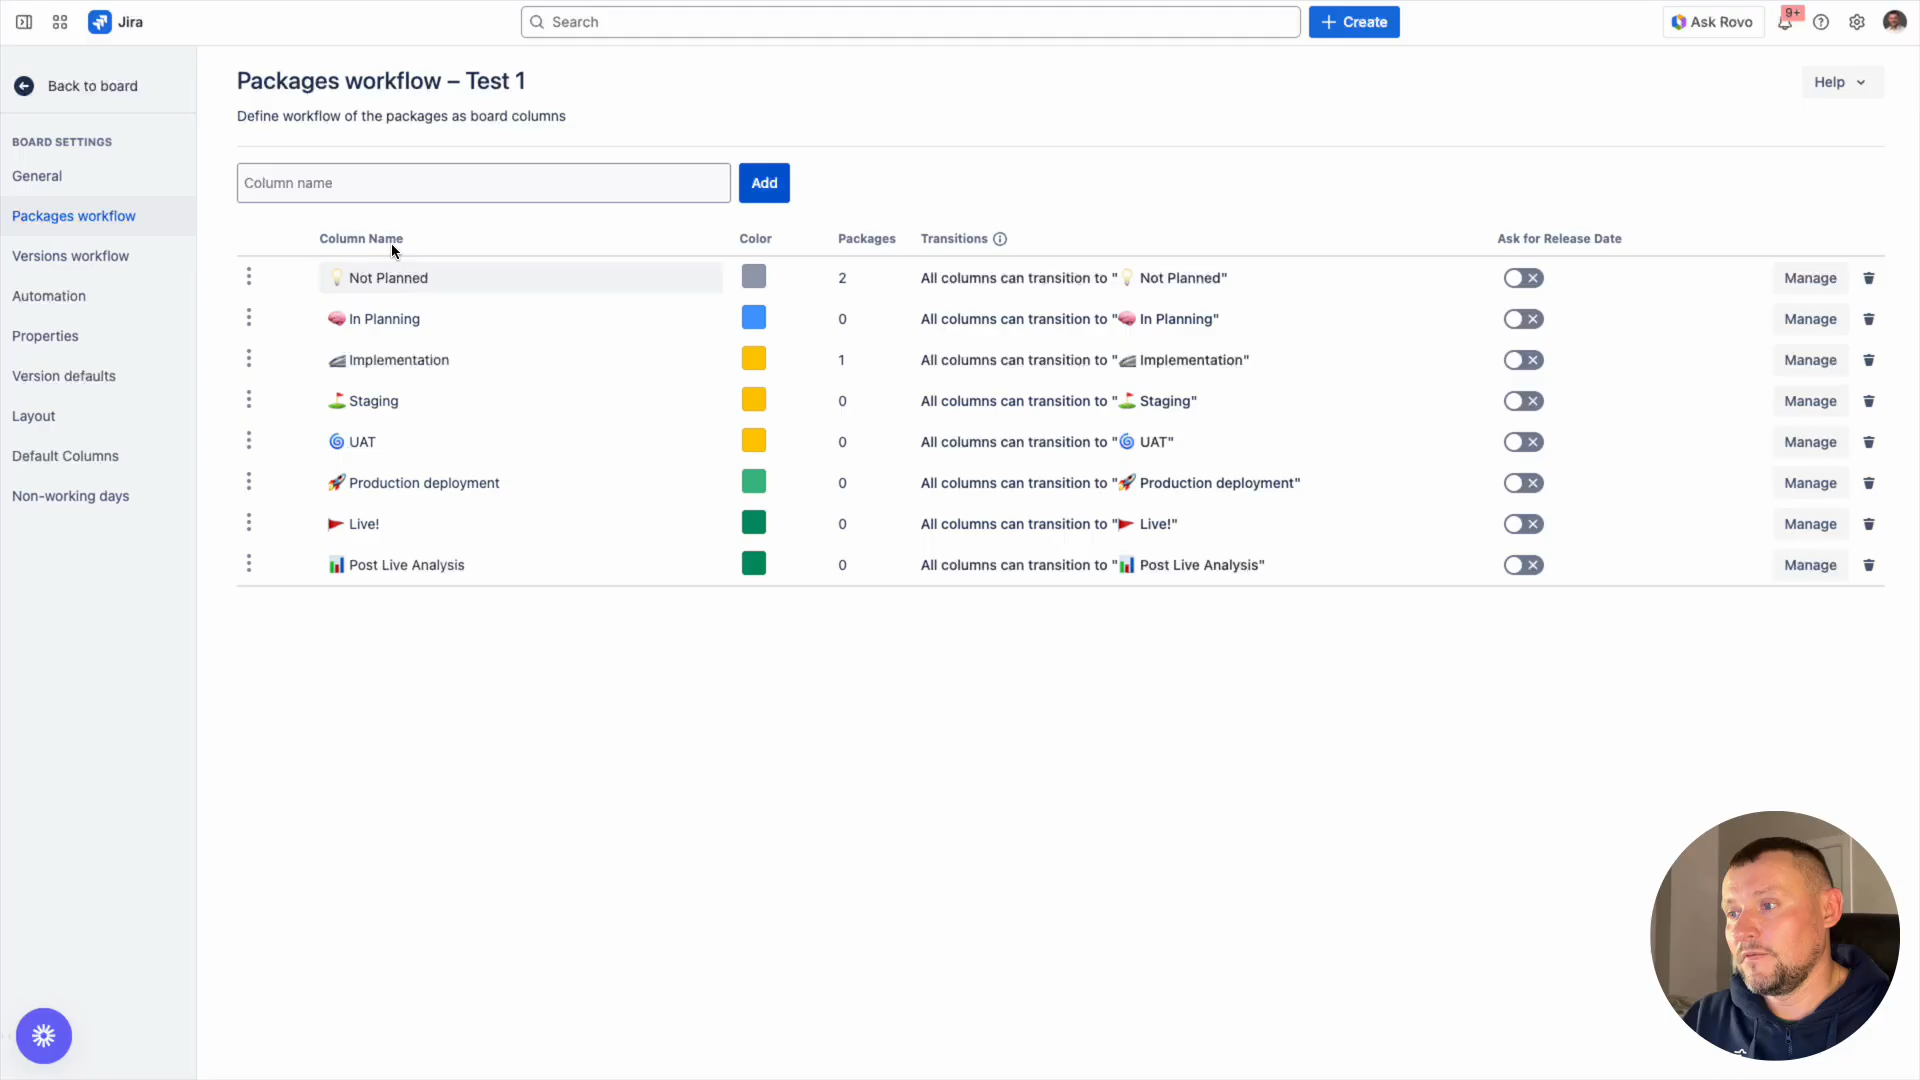 Jira
Search
Create
Ask Rovo
9+
Back to board
BOARD SETTINGS
General
Packages workflow
Versions workflow
Automation
Properties
Version defaults
Layout
Default Columns
Non-working days
Packages workflow – Test 1
Help
Define workflow of the packages as board columns
Column name
Add
Column Name Color Packages Transitions Ask for Release Date
Not Planned 2 All columns can transition to "💡 Not Planned" Manage
In Planning 0 All columns can transition to "🧠 In Planning" Manage
Implementation 1 All columns can transition to "🚄 Implementation" Manage
Staging 0 All columns can transition to "⛳ Staging" Manage
UAT 0 All columns can transition to "🌀 UAT" Manage
Production deployment 0 All columns can transition to "🚀 Production deployment" Manage
Live! 0 All columns can transition to "🚩 Live!" Manage
Post Live Analysis 0 All columns can transition to "📊 Post Live Analysis" Manage